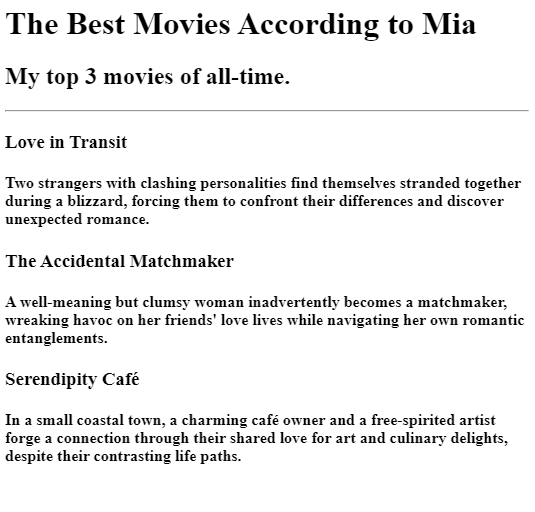 The Best Movies According to Mia
My top 3 movies of all-time.
Love in Transit
Two strangers with clashing personalities find themselves stranded together
during a blizzard, forcing them to confront their differences and discover
unexpected romance.
The Accidental Matchmaker
A well-meaning but clumsy woman inadvertently becomes a matchmaker,
wreaking havoc on her friends' love lives while navigating her own romantic
entanglements.
Serendipity Café
In a small coastal town, a charming café owner and a free-spirited artist
forge a connection through their shared love for art and culinary delights,
despite their contrasting life paths.